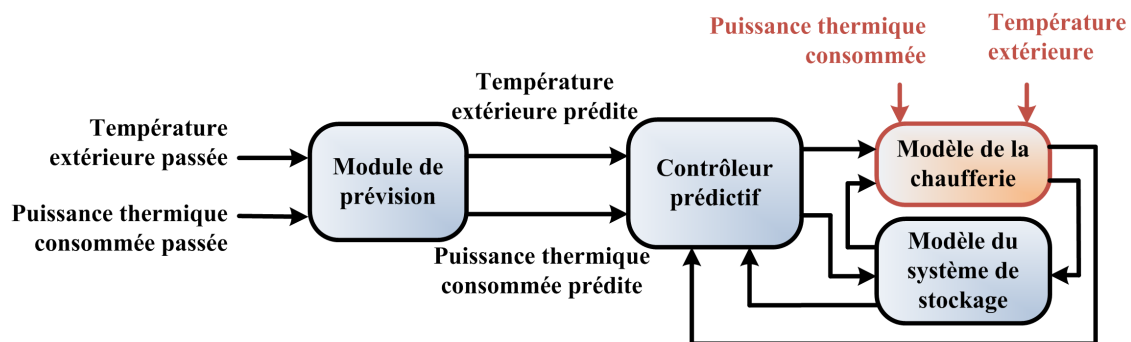 Puissance thermique
consommée
Température
extérieure
Température
extérieure prédite
Température
extérieure passée
Puissance thermique
consommée passée
Module de
prévision
Puissance thermique
consommée prédite
Contrôleur
prédictif
Modèle de la
chaufferie
Modèle du
système de
stockage